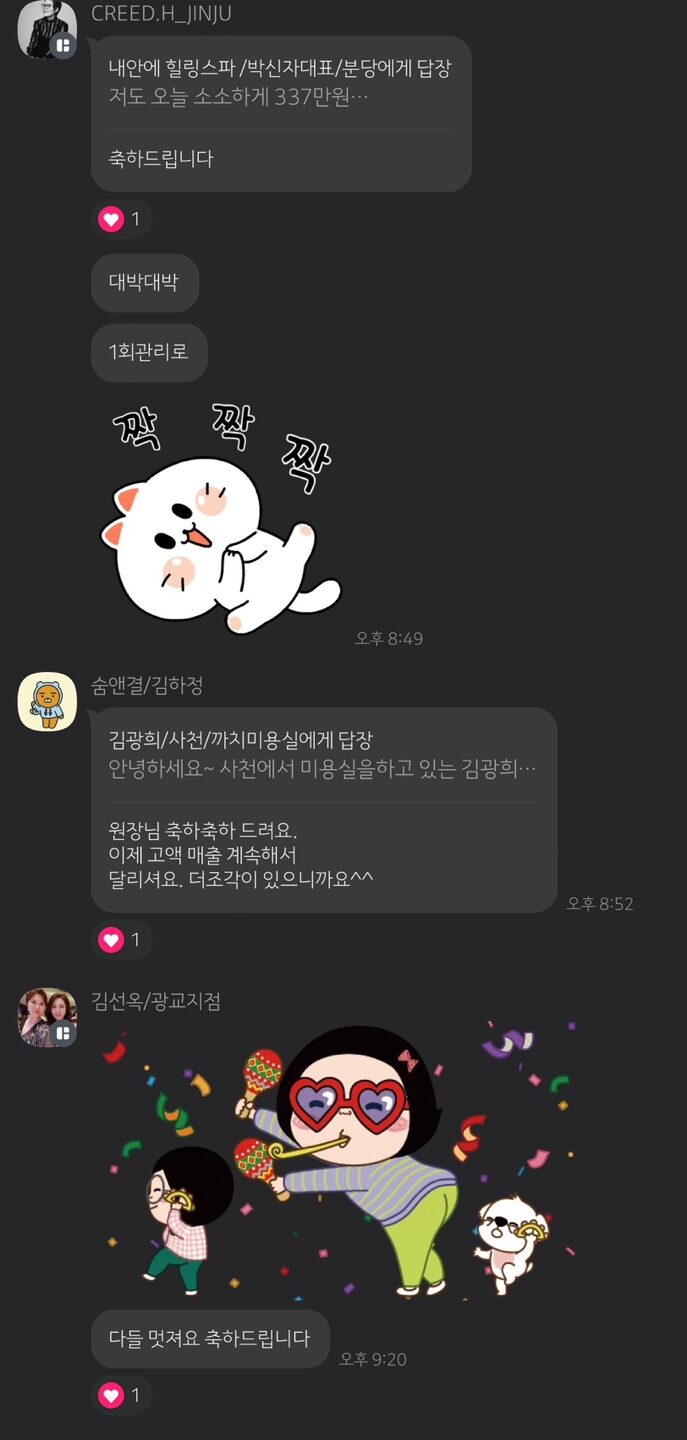 CREED.H_JINJU
내안에 힐링스파 /박신자대표/분당에게 답장
저도 오늘 소소하게 337만원…
축하드립니다
1
대박대박
1회관리로
짝 짝 짝
오후 8:49
숨앤결/김하정
김광희/사천/까치미용실에게 답장
안녕하세요~ 사천에서 미용실을하고 있는 김광희…
원장님 축하축하 드려요.
이제 고액 매출 계속해서
달리셔요. 더조각이 있으니까요^^
오후 8:52
1
김선옥/광교지점
다들 멋져요 축하드립니다
오후 9:20
1